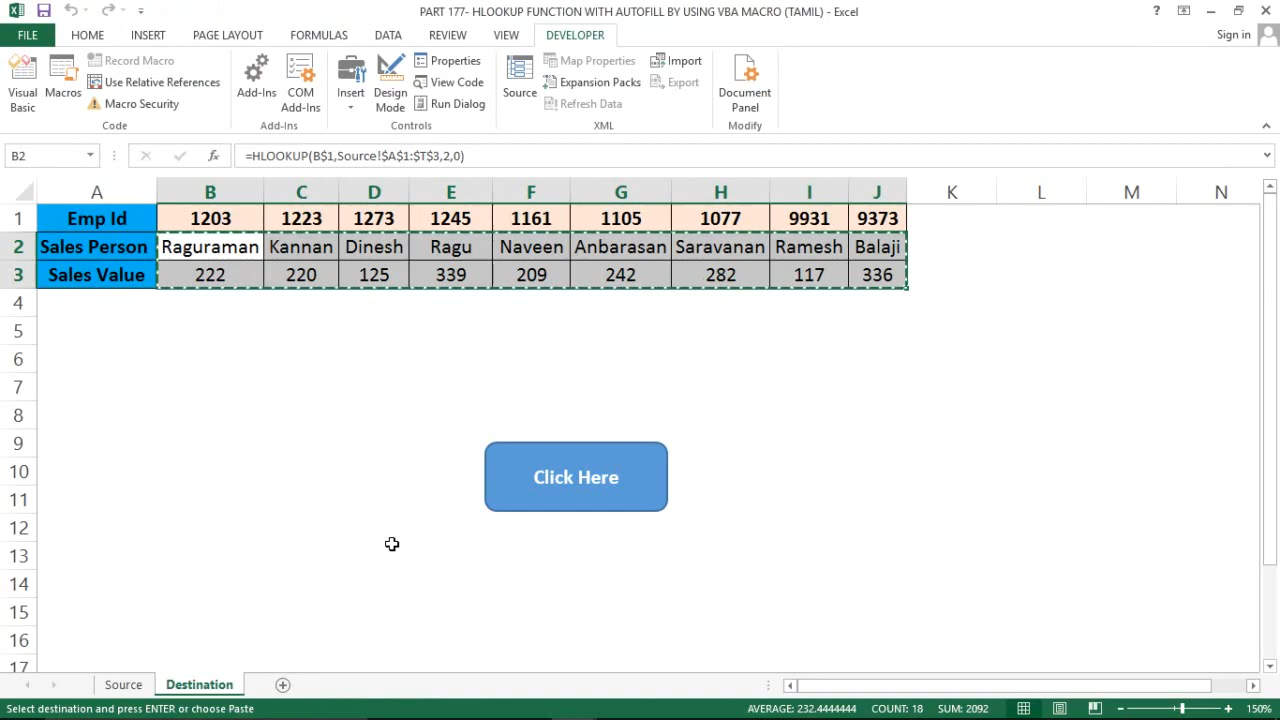 PART 177- HLOOKUP FUNCTION WITH AUTOFILL BY USING VBA MACRO (TAMIL) - Excel
FILE HOME INSERT PAGE LAYOUT FORMULAS DATA REVIEW VIEW DEVELOPER Sign in
Visual Basic
Macros
Record Macro
Use Relative References
Macro Security
Code
Add-Ins
COM Add-Ins
Add-Ins
Insert
Design Mode
Properties
View Code
Run Dialog
Controls
Source
Map Properties
Expansion Packs
Refresh Data
Import
Export
XML
Document Panel
Modify
B2 fx =HLOOKUP(B$1,Source!$A$1:$T$3,2,0)
A B C D E F G H I J K L M N
1 Emp Id 1203 1223 1273 1245 1161 1105 1077 9931 9373
2 Sales Person Raguraman Kannan Dinesh Ragu Naveen Anbarasan Saravanan Ramesh Balaji
3 Sales Value 222 220 125 339 209 242 282 117 336
4
5
6
7
8
9
10 Click Here
11
12
13
14
15
16
17
Source Destination
Select destination and press ENTER or choose Paste AVERAGE: 232.4444444 COUNT: 18 SUM: 2092 150%